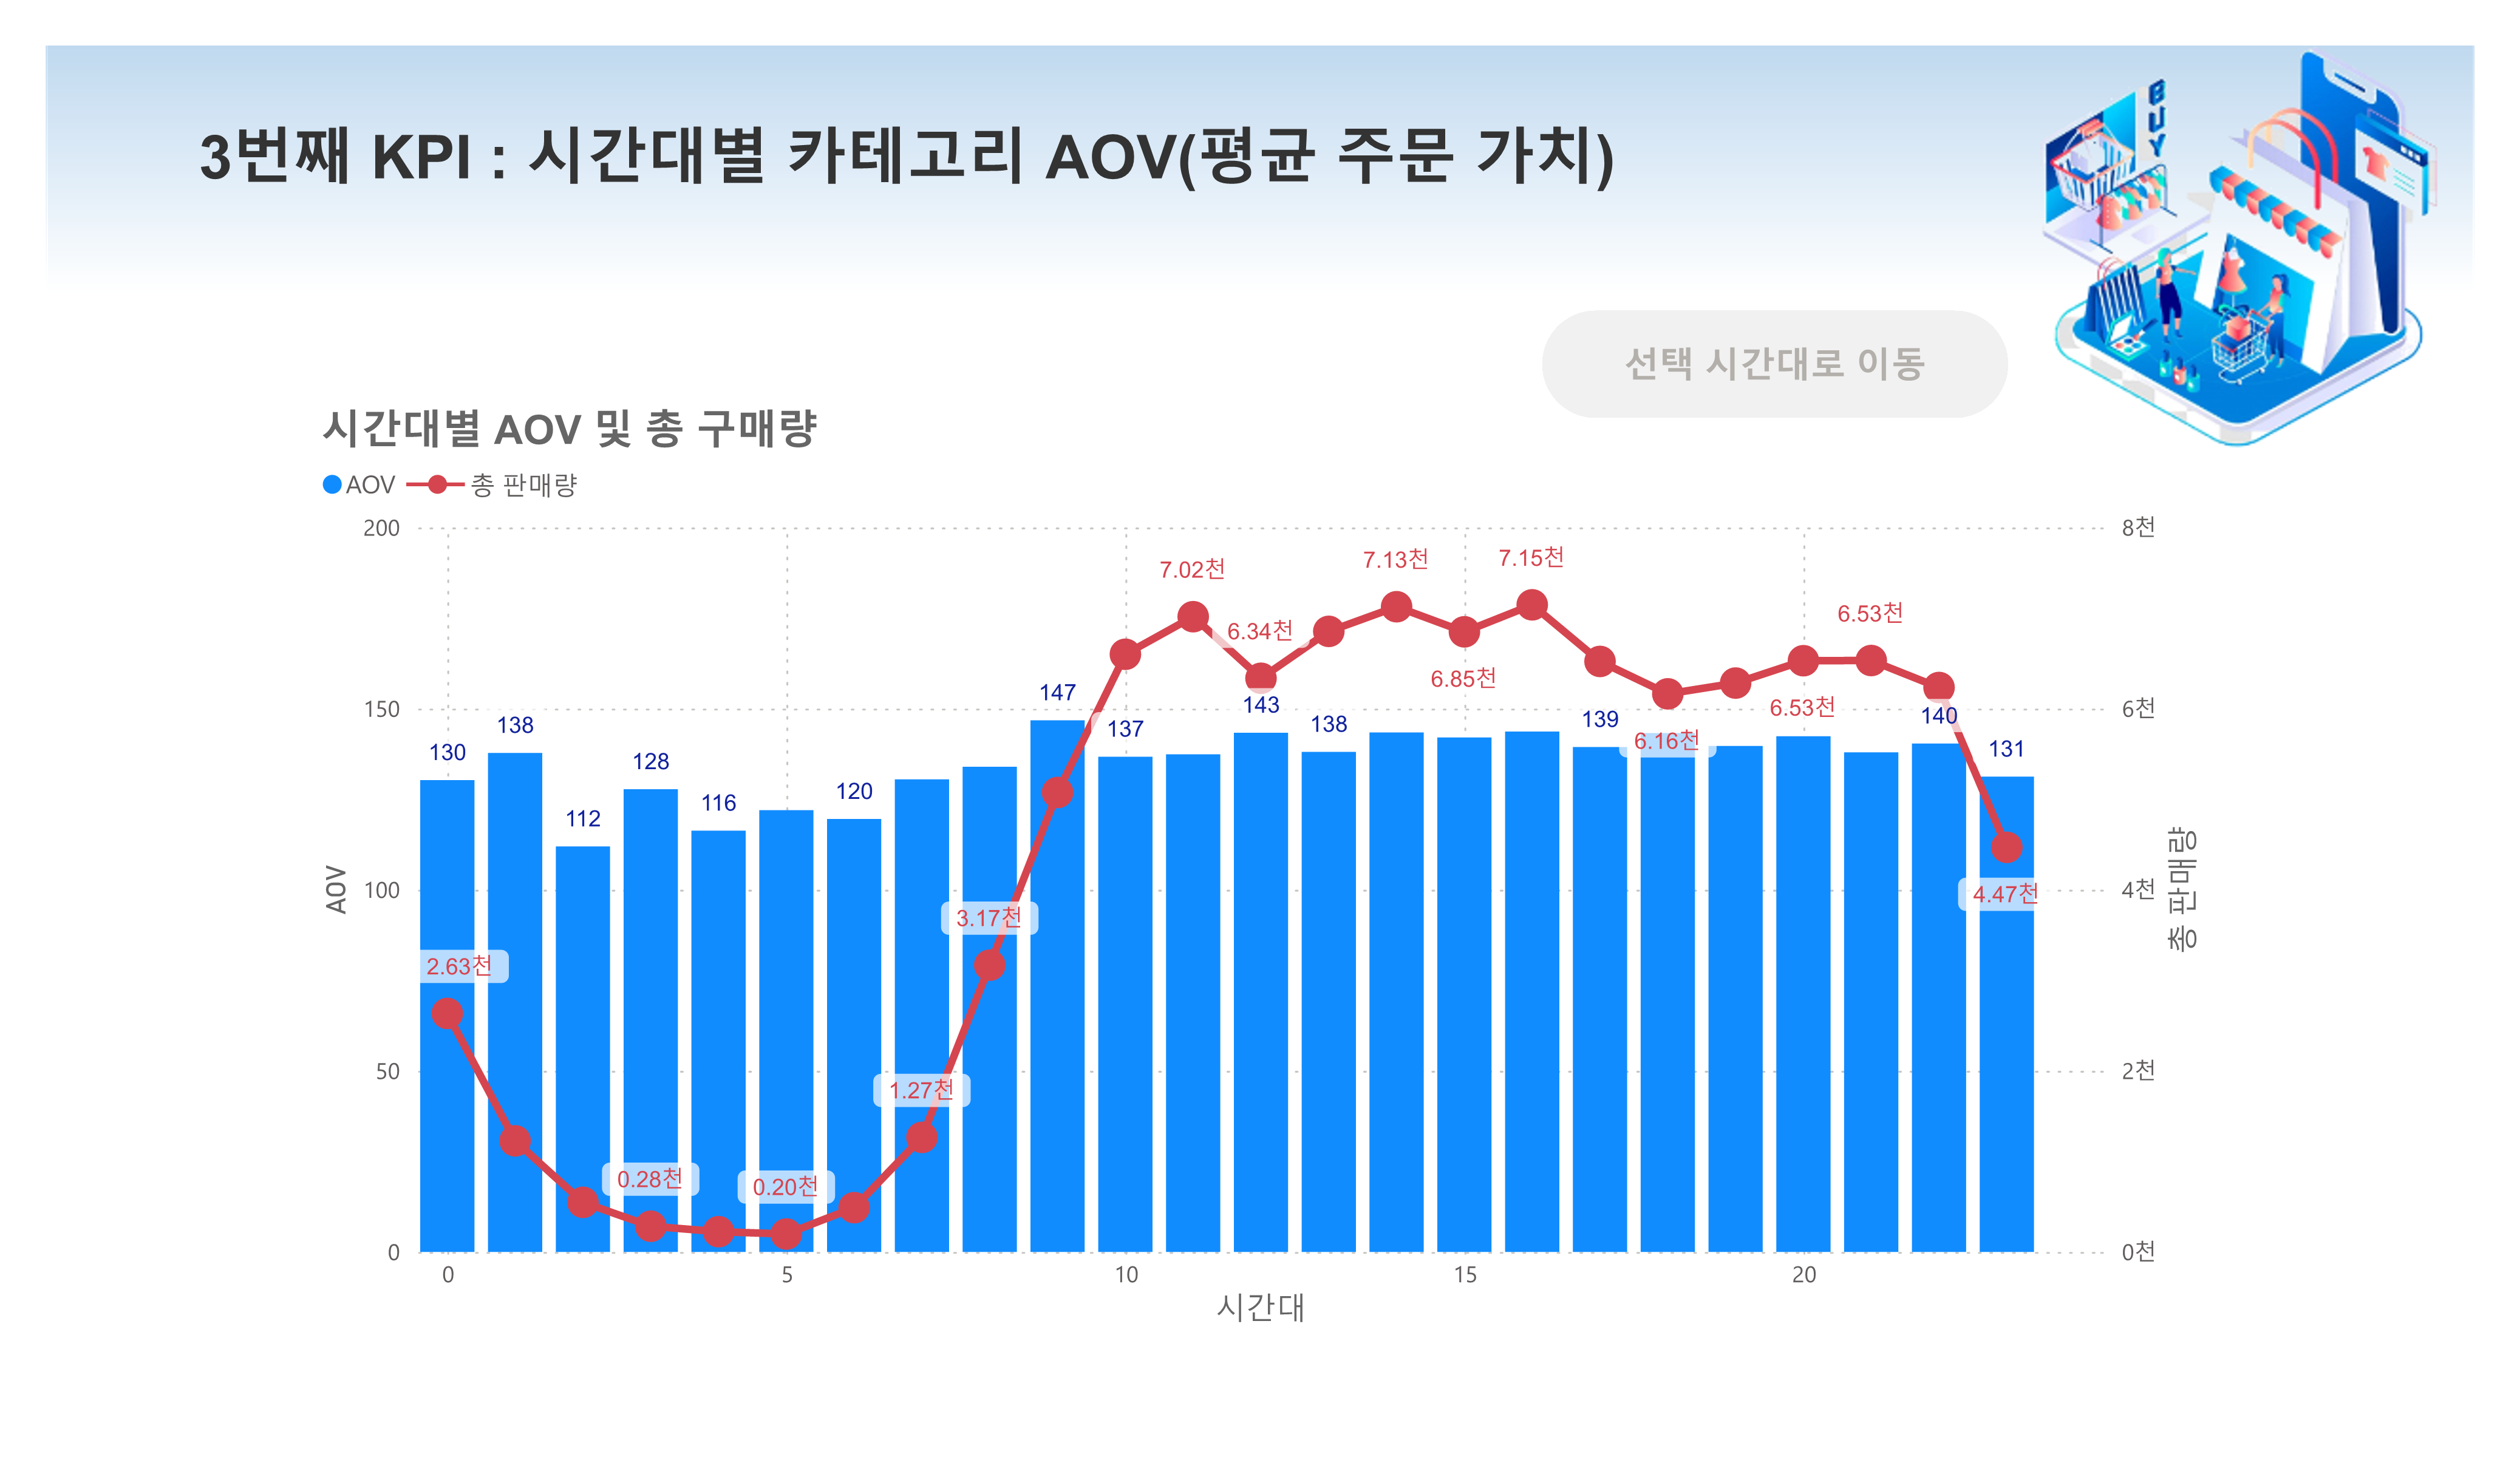 3번째 KPI : 시간대별 카테고리 AOV(평균 주문 가치)
BUY
선택 시간대로 이동
시간대별 AOV 및 총 구매량
AOV 총 판매량
200
150
100
50
0
AOV
8천
6천
4천
2천
0천
총 판매량
130
138
112
128
116
120
147
137
143
138
139
140
131
2.63천
0.28천
0.20천
1.27천
3.17천
7.02천
6.34천
7.13천
6.85천
7.15천
6.16천
6.53천
6.53천
4.47천
0 5 10 15 20
시간대